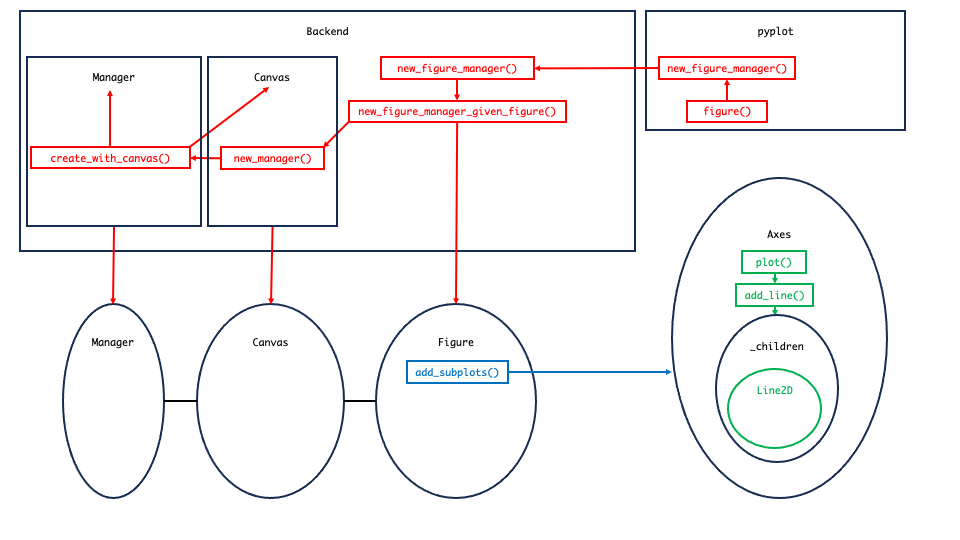 Backend
pyplot
Manager
Canvas
new_figure_manager()
new_figure_manager()
new_figure_manager_given_figure()
figure()
create_with_canvas()
new_manager()
Axes
plot()
add_line()
Manager
Canvas
Figure
_children
add_subplots()
Line2D